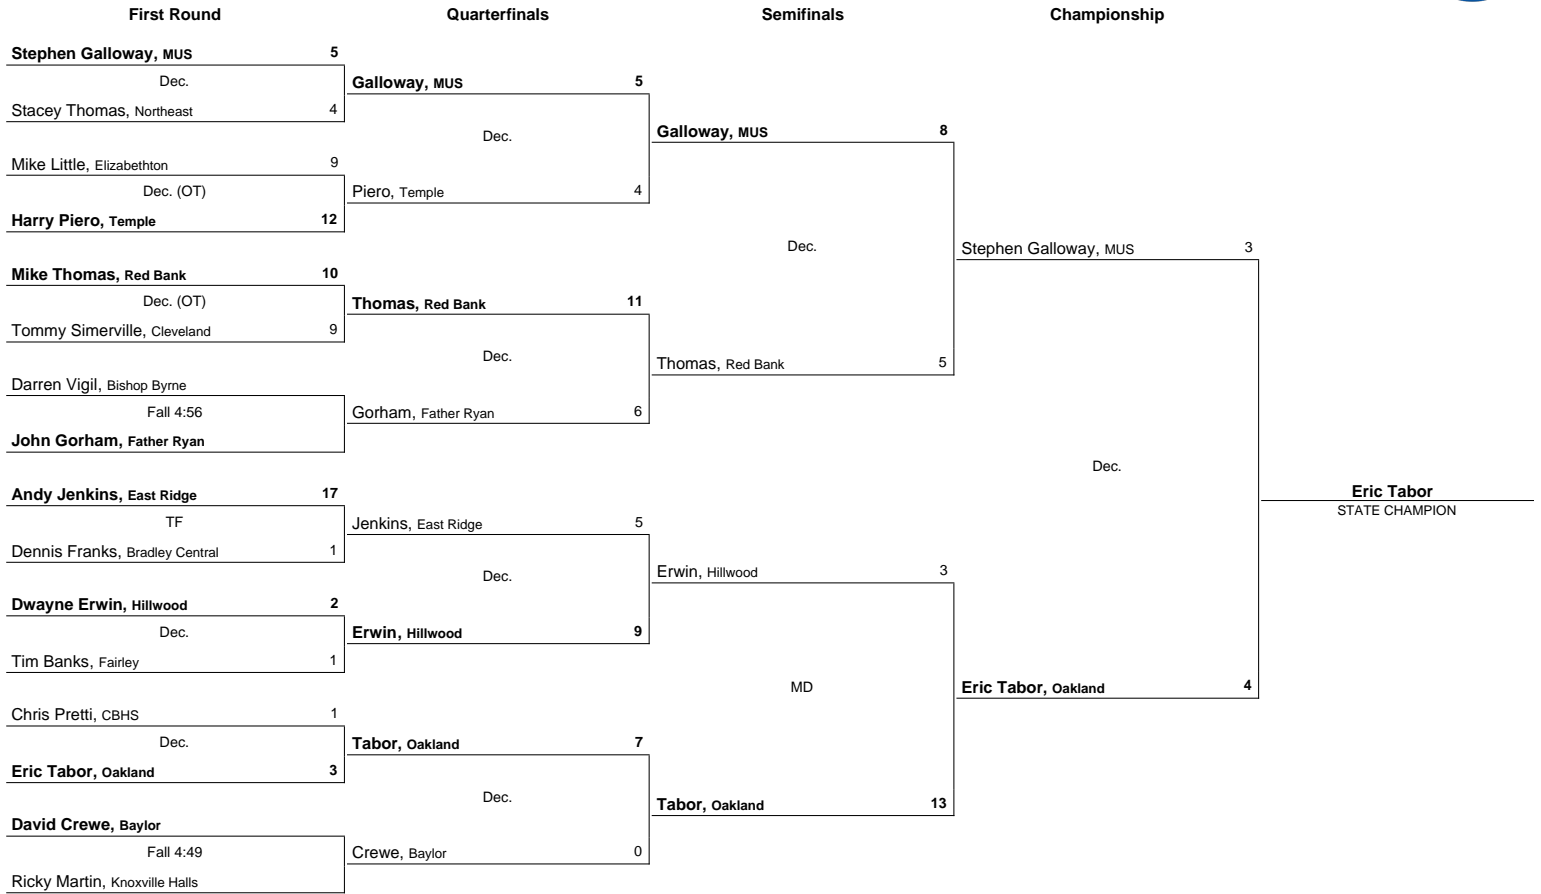 First Round Quarterfinals Semifinals Championship
Stephen Galloway, MUS 5
Dec.
Stacey Thomas, Northeast 4
Mike Little, Elizabethton 9
Dec. (OT)
Harry Piero, Temple 12
Mike Thomas, Red Bank 10
Dec. (OT)
Tommy Simerville, Cleveland 9
Darren Vigil, Bishop Byrne
Fall 4:56
John Gorham, Father Ryan
Andy Jenkins, East Ridge 17
TF
Dennis Franks, Bradley Central 1
Dwayne Erwin, Hillwood 2
Dec.
Tim Banks, Fairley 1
Chris Pretti, CBHS 1
Dec.
Eric Tabor, Oakland 3
David Crewe, Baylor
Fall 4:49
Ricky Martin, Knoxville Halls
Galloway, MUS 5
Dec.
Piero, Temple 4
Thomas, Red Bank 11
Dec.
Gorham, Father Ryan 6
Jenkins, East Ridge 5
Dec.
Erwin, Hillwood 9
Tabor, Oakland 7
Dec.
Crewe, Baylor 0
Galloway, MUS 8
Dec.
Thomas, Red Bank 5
Erwin, Hillwood 3
MD
Tabor, Oakland 13
Stephen Galloway, MUS 3
Dec.
Eric Tabor, Oakland 4
Eric Tabor
STATE CHAMPION